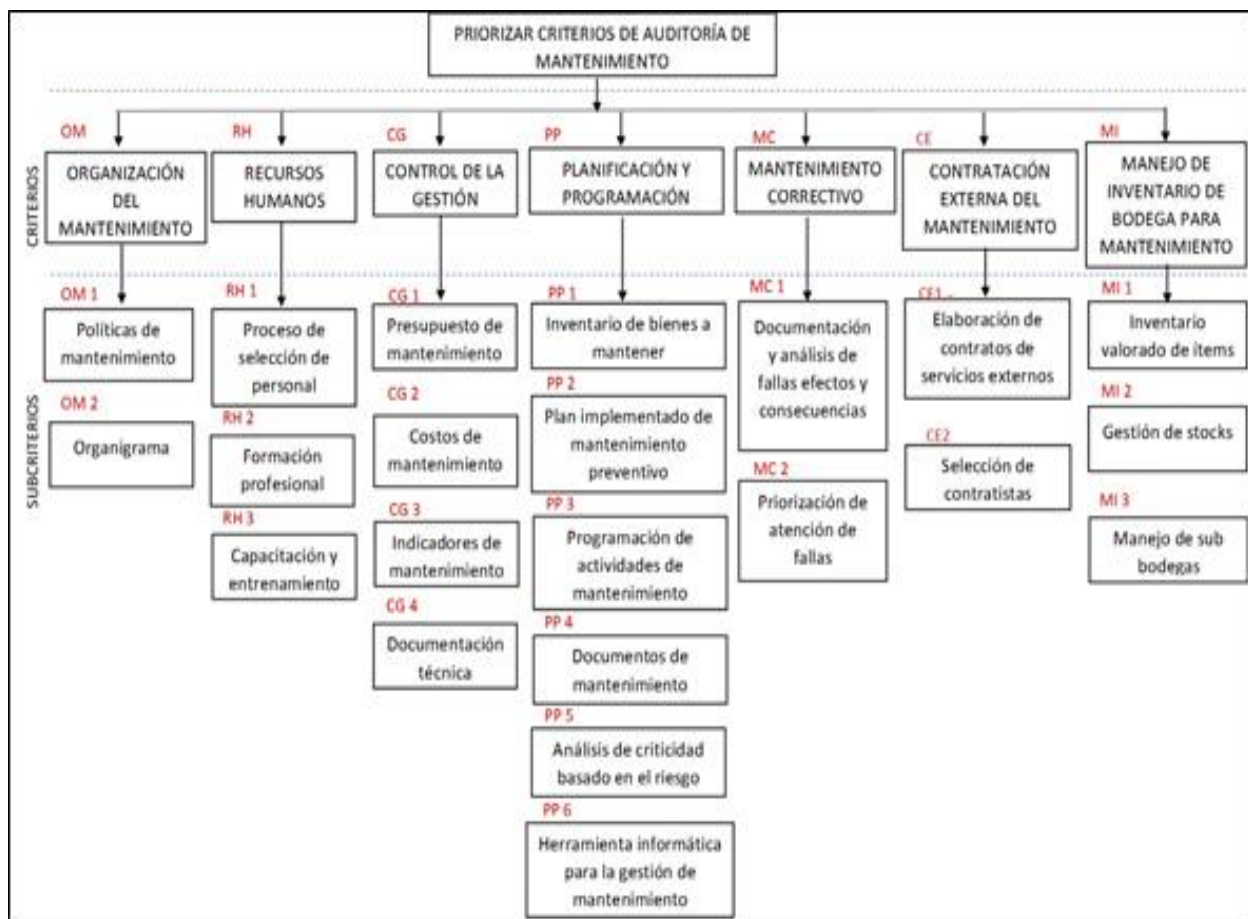 PRIORIZAR CRITERIOS DE AUDITORÍA DE
MANTENIMIENTO
CRITERIOS
OM
ORGANIZACIÓN
DEL
MANTENIMIENTO
RH
RECURSOS
HUMANOS
CG
CONTROL DE LA
GESTIÓN
PP
PLANIFICACIÓN Y
PROGRAMACIÓN
MC
MANTENIMIENTO
CORRECTIVO
CE
CONTRATACIÓN
EXTERNA DEL
MANTENIMIENTO
MI
MANEJO DE
INVENTARIO DE
BODEGA PARA
MANTENIMIENTO
SUBCRITERIOS
OM 1
Políticas de
mantenimiento
OM 2
Organigrama
RH 1
Proceso de
selección de
personal
RH 2
Formación
profesional
RH 3
Capacitación y
entrenamiento
CG 1
Presupuesto de
mantenimiento
CG 2
Costos de
mantenimiento
CG 3
Indicadores de
mantenimiento
CG 4
Documentación
técnica
PP 1
Inventario de bienes a
mantener
PP 2
Plan implementado de
mantenimiento
preventivo
PP 3
Programación de
actividades de
mantenimiento
PP 4
Documentos de
mantenimiento
PP 5
Análisis de criticidad
basado en el riesgo
PP 6
Herramienta informática
para la gestión de
mantenimiento
MC 1
Documentación
y análisis de
fallas efectos y
consecuencias
MC 2
Priorización de
atención de
fallas
CE1
Elaboración de
contratos de
servicios externos
CE2
Selección de
contratistas
MI 1
Inventario
valorado de ítems
MI 2
Gestión de stocks
MI 3
Manejo de sub
bodegas